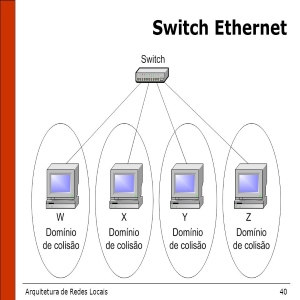 Switch Ethernet
Switch
W X Y Z
Domínio Domínio Domínio Domínio
de colisão de colisão de colisão de colisão
Arquitetura de Redes Locais 40